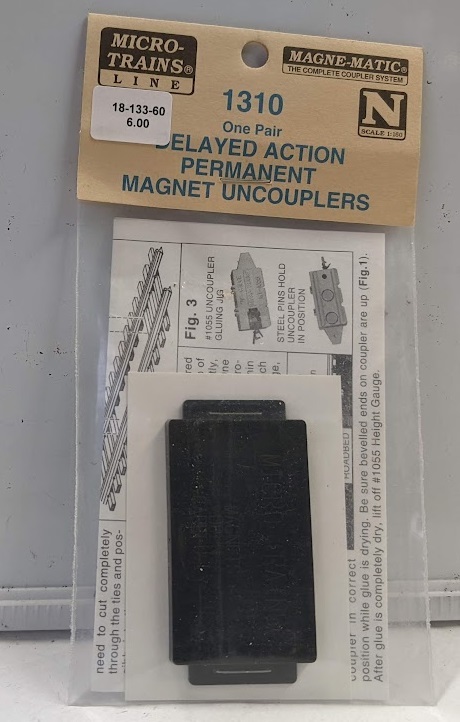 MICRO-
TRAINS®
LINE
MAGNE-MATIC®
THE COMPLETE COUPLER SYSTEM
18-133-60
6.00
1310
One Pair
N
SCALE 1:160
DELAYED ACTION
PERMANENT
MAGNET UNCOUPLERS
Fig. 3
#1055 UNCOUPLER
GLUING JIG
STEEL PINS HOLD
UNCOUPLER
IN POSITION
ROADBED
need to cut completely
through the ties and pos-
coupler in correct
position while glue is drying. Be sure bevelled ends on coupler are up (Fig.1).
After glue is completely dry, lift off #1055 Height Gauge.